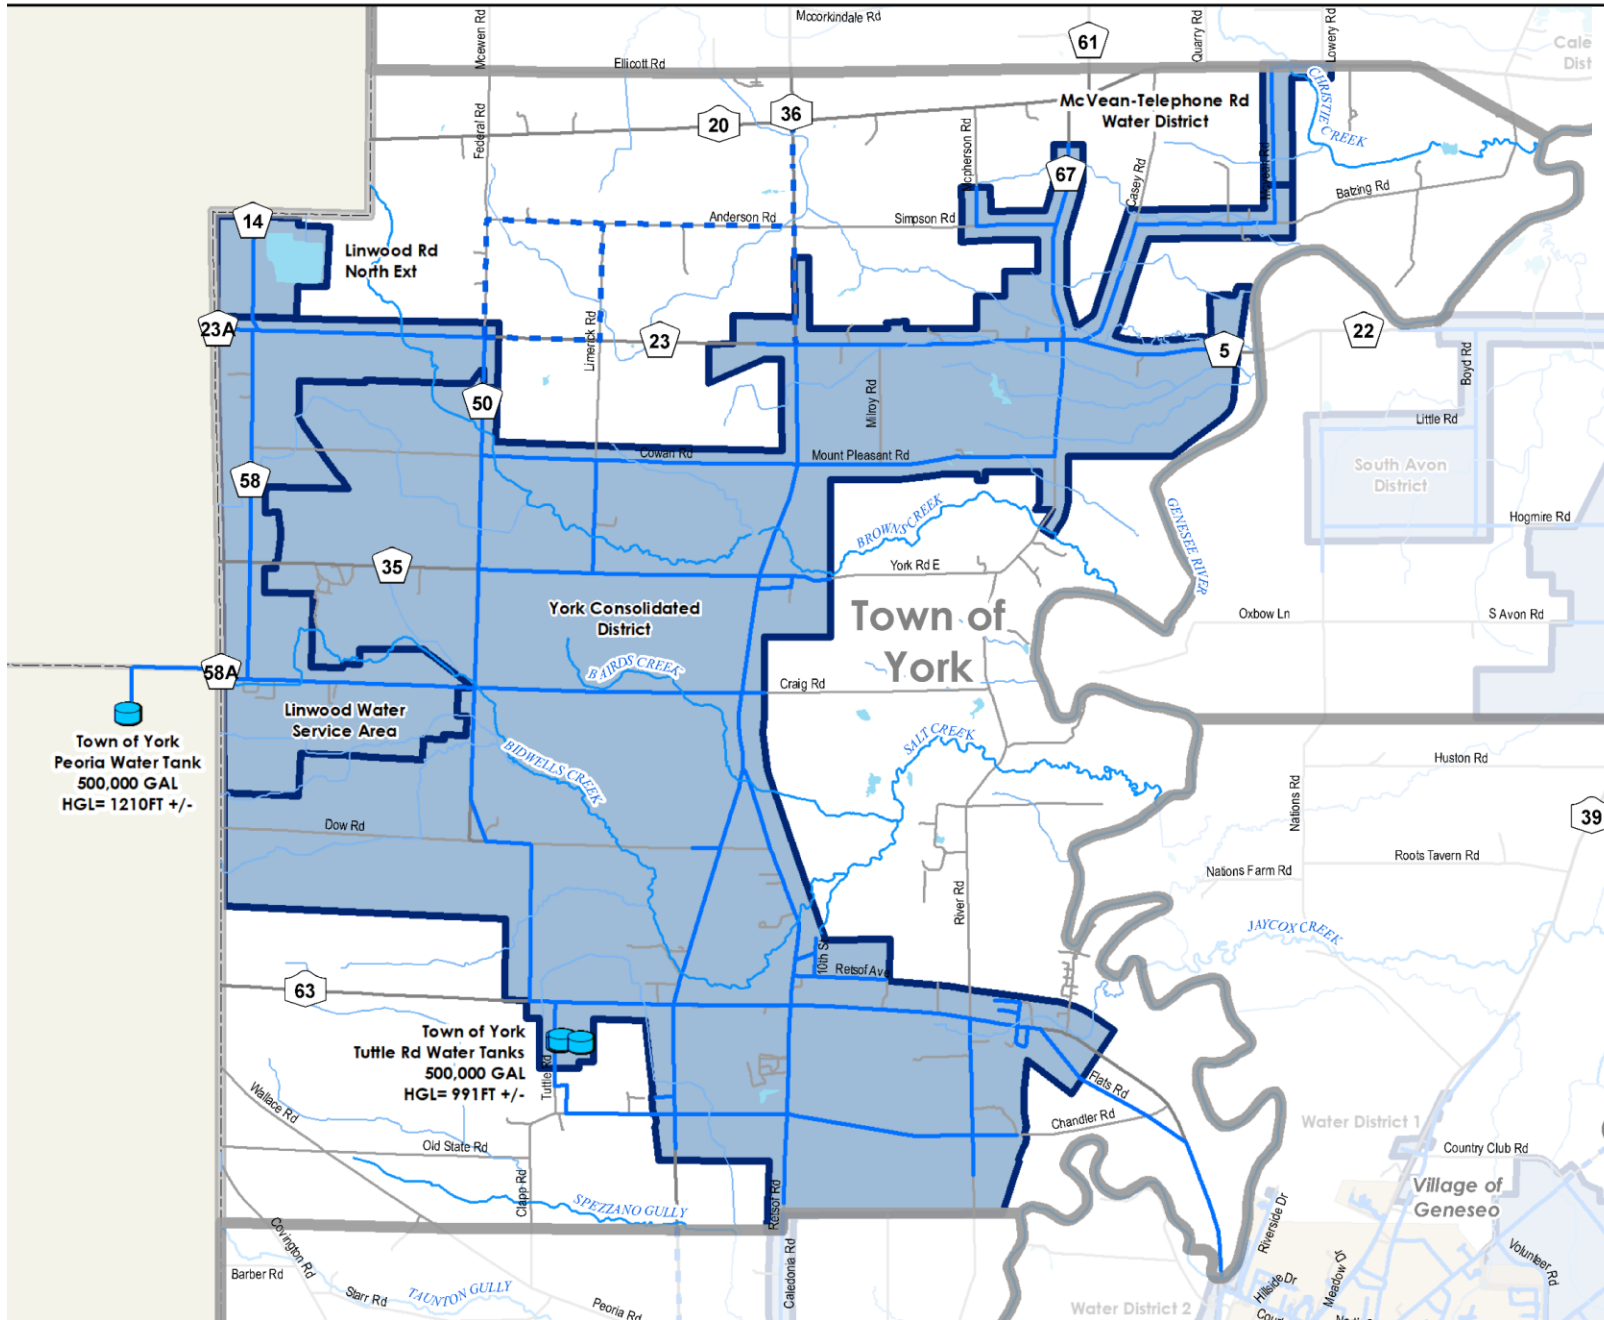 Mccorkindale Rd
Mcewen Rd
61
Quarry Rd
Lowery Rd
Cale
Dist
Ellicott Rd
36
20
McVean-Telephone Rd
Water District
CHRISTIE CREEK
Federal Rd
cpherson Rd
67
Casey Rd
Batzing Rd
14
Anderson Rd
Simpson Rd
Linwood Rd
North Ext
23A
Limerick Rd
23
5
22
Boyd Rd
50
Milroy Rd
Little Rd
Cowan Rd
Mount Pleasant Rd
South Avon
District
58
BROWNS CREEK
GENESEE RIVER
Hogmire Rd
35
York Rd E
York Consolidated
District
Town of
York
Oxbow Ln
S Avon Rd
58A
BAIRDS CREEK
Craig Rd
Linwood Water
Service Area
Town of York
Peoria Water Tank
500,000 GAL
HGL= 1210FT +/-
BIDWELLS CREEK
SALT CREEK
Huston Rd
Nations Rd
39
Dow Rd
Roots Tavern Rd
Nations Farm Rd
River Rd
JAYCOX CREEK
10th St
Retsof Ave
63
Town of York
Tuttle Rd Water Tanks
500,000 GAL
HGL= 991FT +/-
Tuttle Rd
Flats Rd
Wallace Rd
Chandler Rd
Water District 1
Old State Rd
Country Club Rd
Clapp Rd
Village of
Geneseo
SPEZZANO GULLY
Retsof Rd
Riverside Dr
Covington Rd
Caledonia Rd
Volunteer Rd
Barber Rd
Hillside Dr
Meadow Dr
Starr Rd
TAUNTON GULLY
Peoria Rd
Water District 2